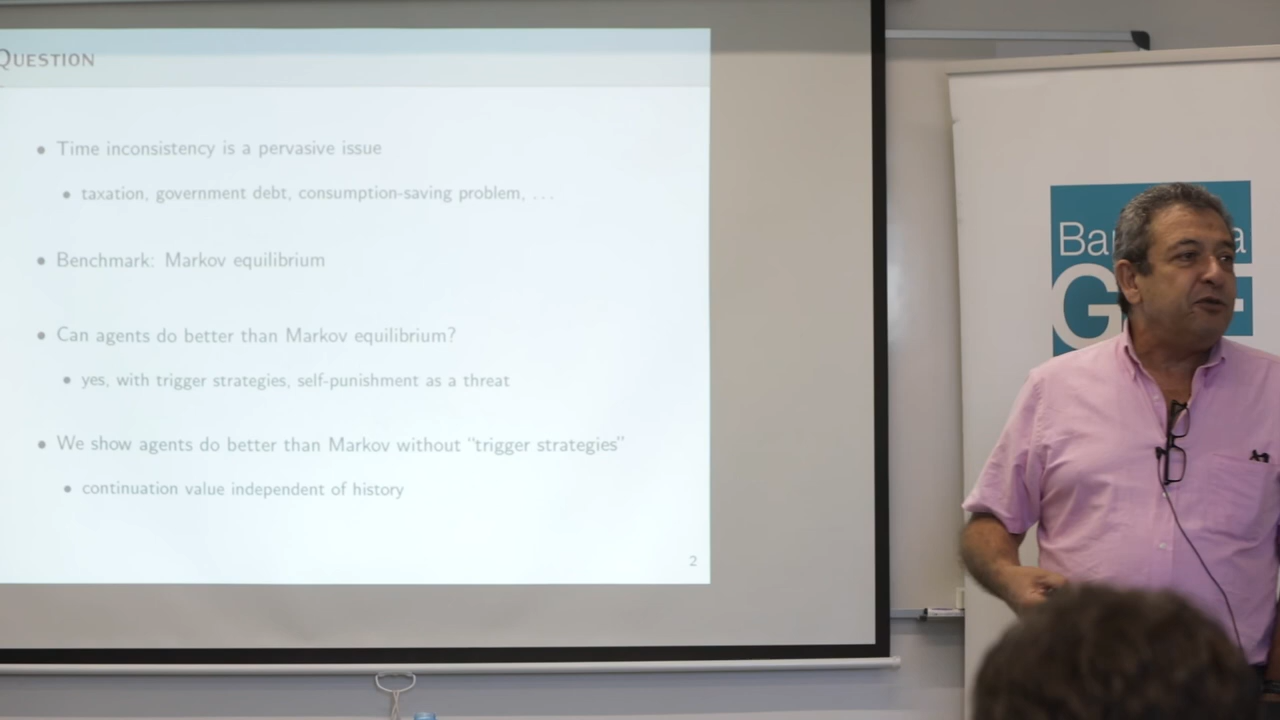 QUESTION
• Time inconsistency is a pervasive issue
• taxation, government debt, consumption-saving problem, ...
• Benchmark: Markov equilibrium
• Can agents do better than Markov equilibrium?
• yes, with trigger strategies, self-punishment as a threat
• We show agents do better than Markov without "trigger strategies"
• continuation value independent of history
2